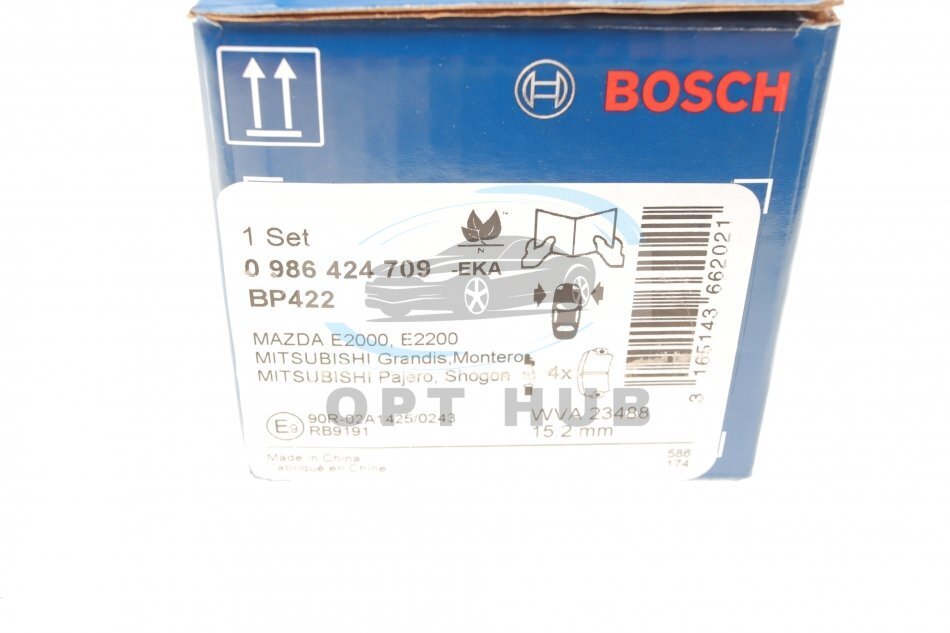 BOSCH
1 Set
0 986 424 709 -EKA
BP422
MAZDA E2000, E2200
MITSUBISHI Grandis,Montero
MITSUBISHI Pajero, Shogon
4x
OPT HUB
WVA 23488
15.2 mm
E9
90R-02A1425/0243
RB9191
Made in China
Fabriqué en Chine
586
174
3 165143 662021